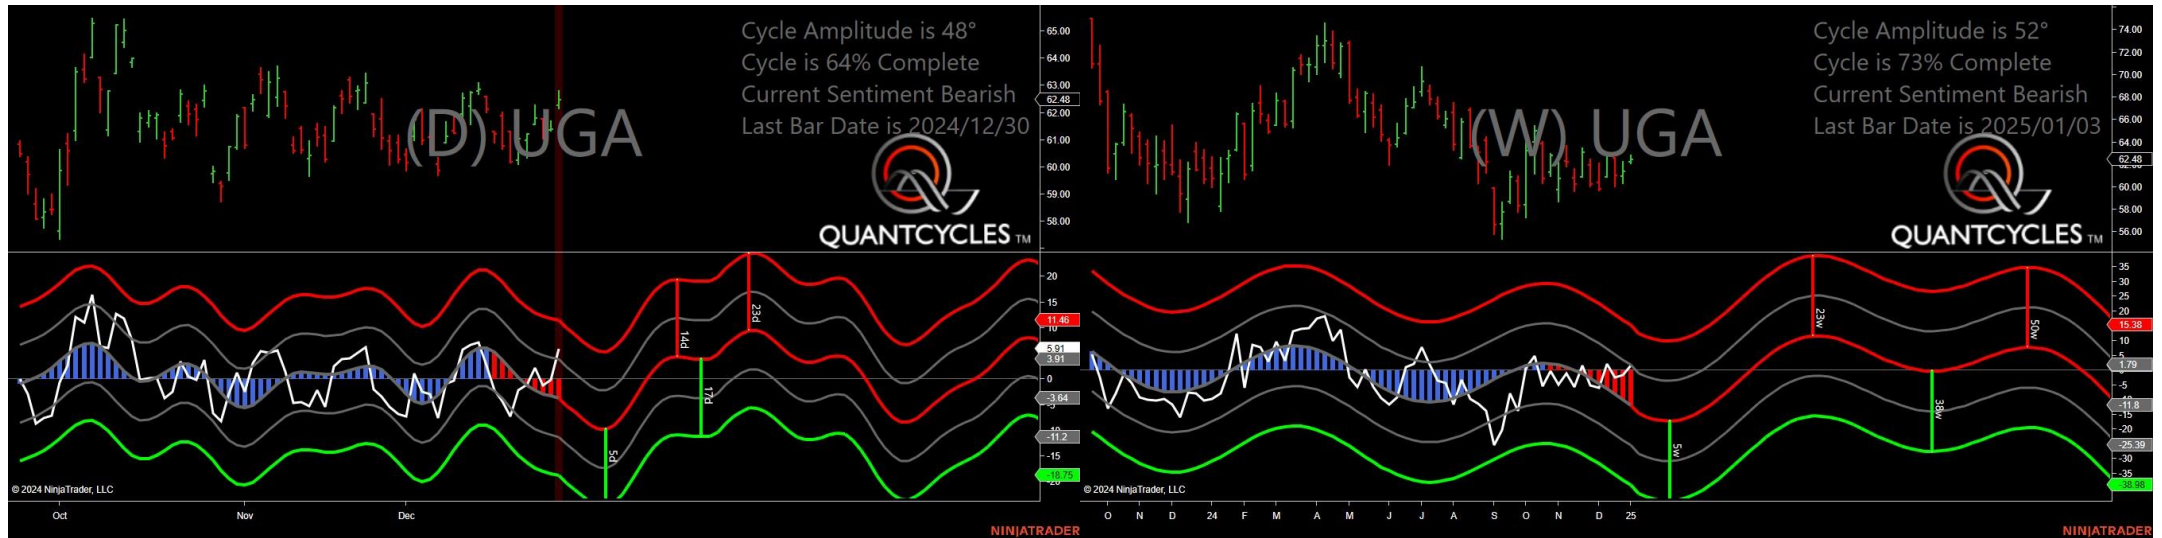 Cycle Amplitude is 48°
Cycle is 64% Complete
Current Sentiment Bearish
Last Bar Date is 2024/12/30
(D) UGA
QUANTCYCLES TM
65.00
64.00
63.00
62.48
62.00
61.00
60.00
59.00
58.00
14d
23d
17d
5d
20
15
11.46
10
5.91
3.91
0
-3.64
-5
-11.2
-15
-18.75
-20
© 2024 NinjaTrader, LLC
Oct Nov Dec
NINJATRADER
Cycle Amplitude is 52°
Cycle is 73% Complete
Current Sentiment Bearish
Last Bar Date is 2025/01/03
(W) UGA
QUANTCYCLES TM
74.00
72.00
70.00
68.00
66.00
64.00
62.48
62.00
60.00
58.00
56.00
23w
50w
38w
5w
35
30
25
20
15.38
10
5
1.79
-5
-11.8
-15
-20
-25.39
-30
-35
-38.98
© 2024 NinjaTrader, LLC
O N D 24 F M A M J J A S O N D 25
NINJATRADER